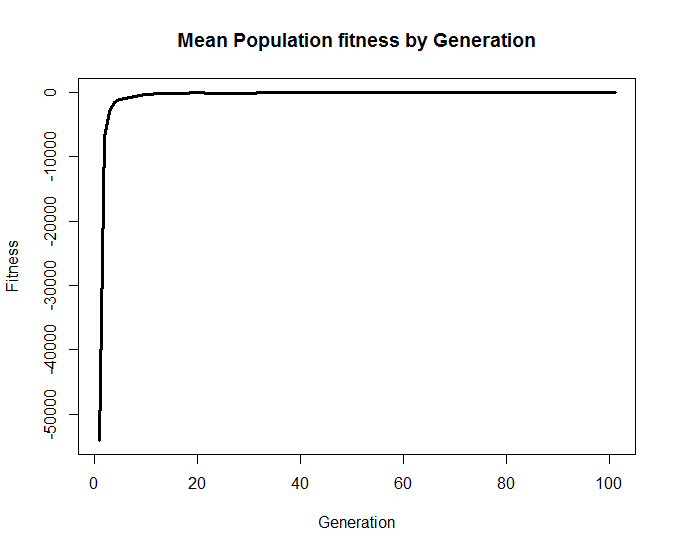 Mean Population fitness by Generation
Fitness
0
-10000
-20000
-30000
-40000
-50000
0 20 40 60 80 100
Generation